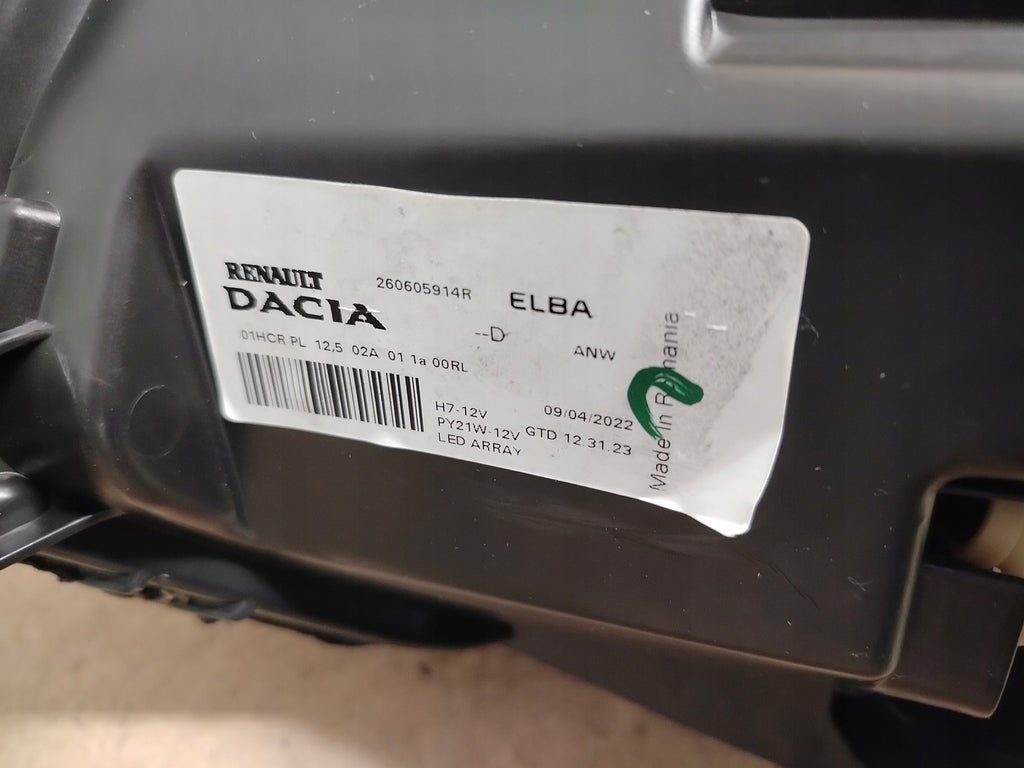 RENAULT
DACIA
260605914R
ELBA
--D
ANW
01HCR PL 12,5 02A 01 1a 00RL
H7-12V
PY21W-12V
LED ARRAY
09/04/2022
GTD 12.31.23
Made in